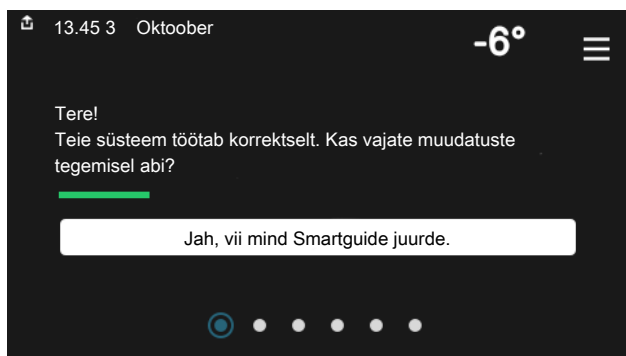 13.45 3 Oktoober
-6°
Tere!
Teie süsteem töötab korrektselt. Kas vajate muudatuste
tegemisel abi?
Jah, vii mind Smartguide juurde.